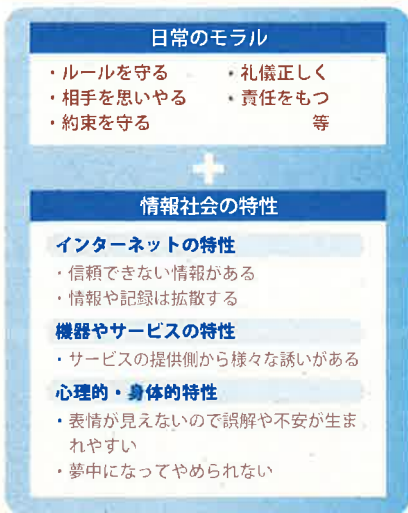 日常のモラル
・ルールを守る ・礼儀正しく
・相手を思いやる ・責任をもつ
・約束を守る 等
+
情報社会の特性
インターネットの特性
・信頼できない情報がある
・情報や記録は拡散する
機器やサービスの特性
・サービスの提供側から様々な誘いがある
心理的・身体的特性
・表情が見えないので誤解や不安が生ま
れやすい
・夢中になってやめられない